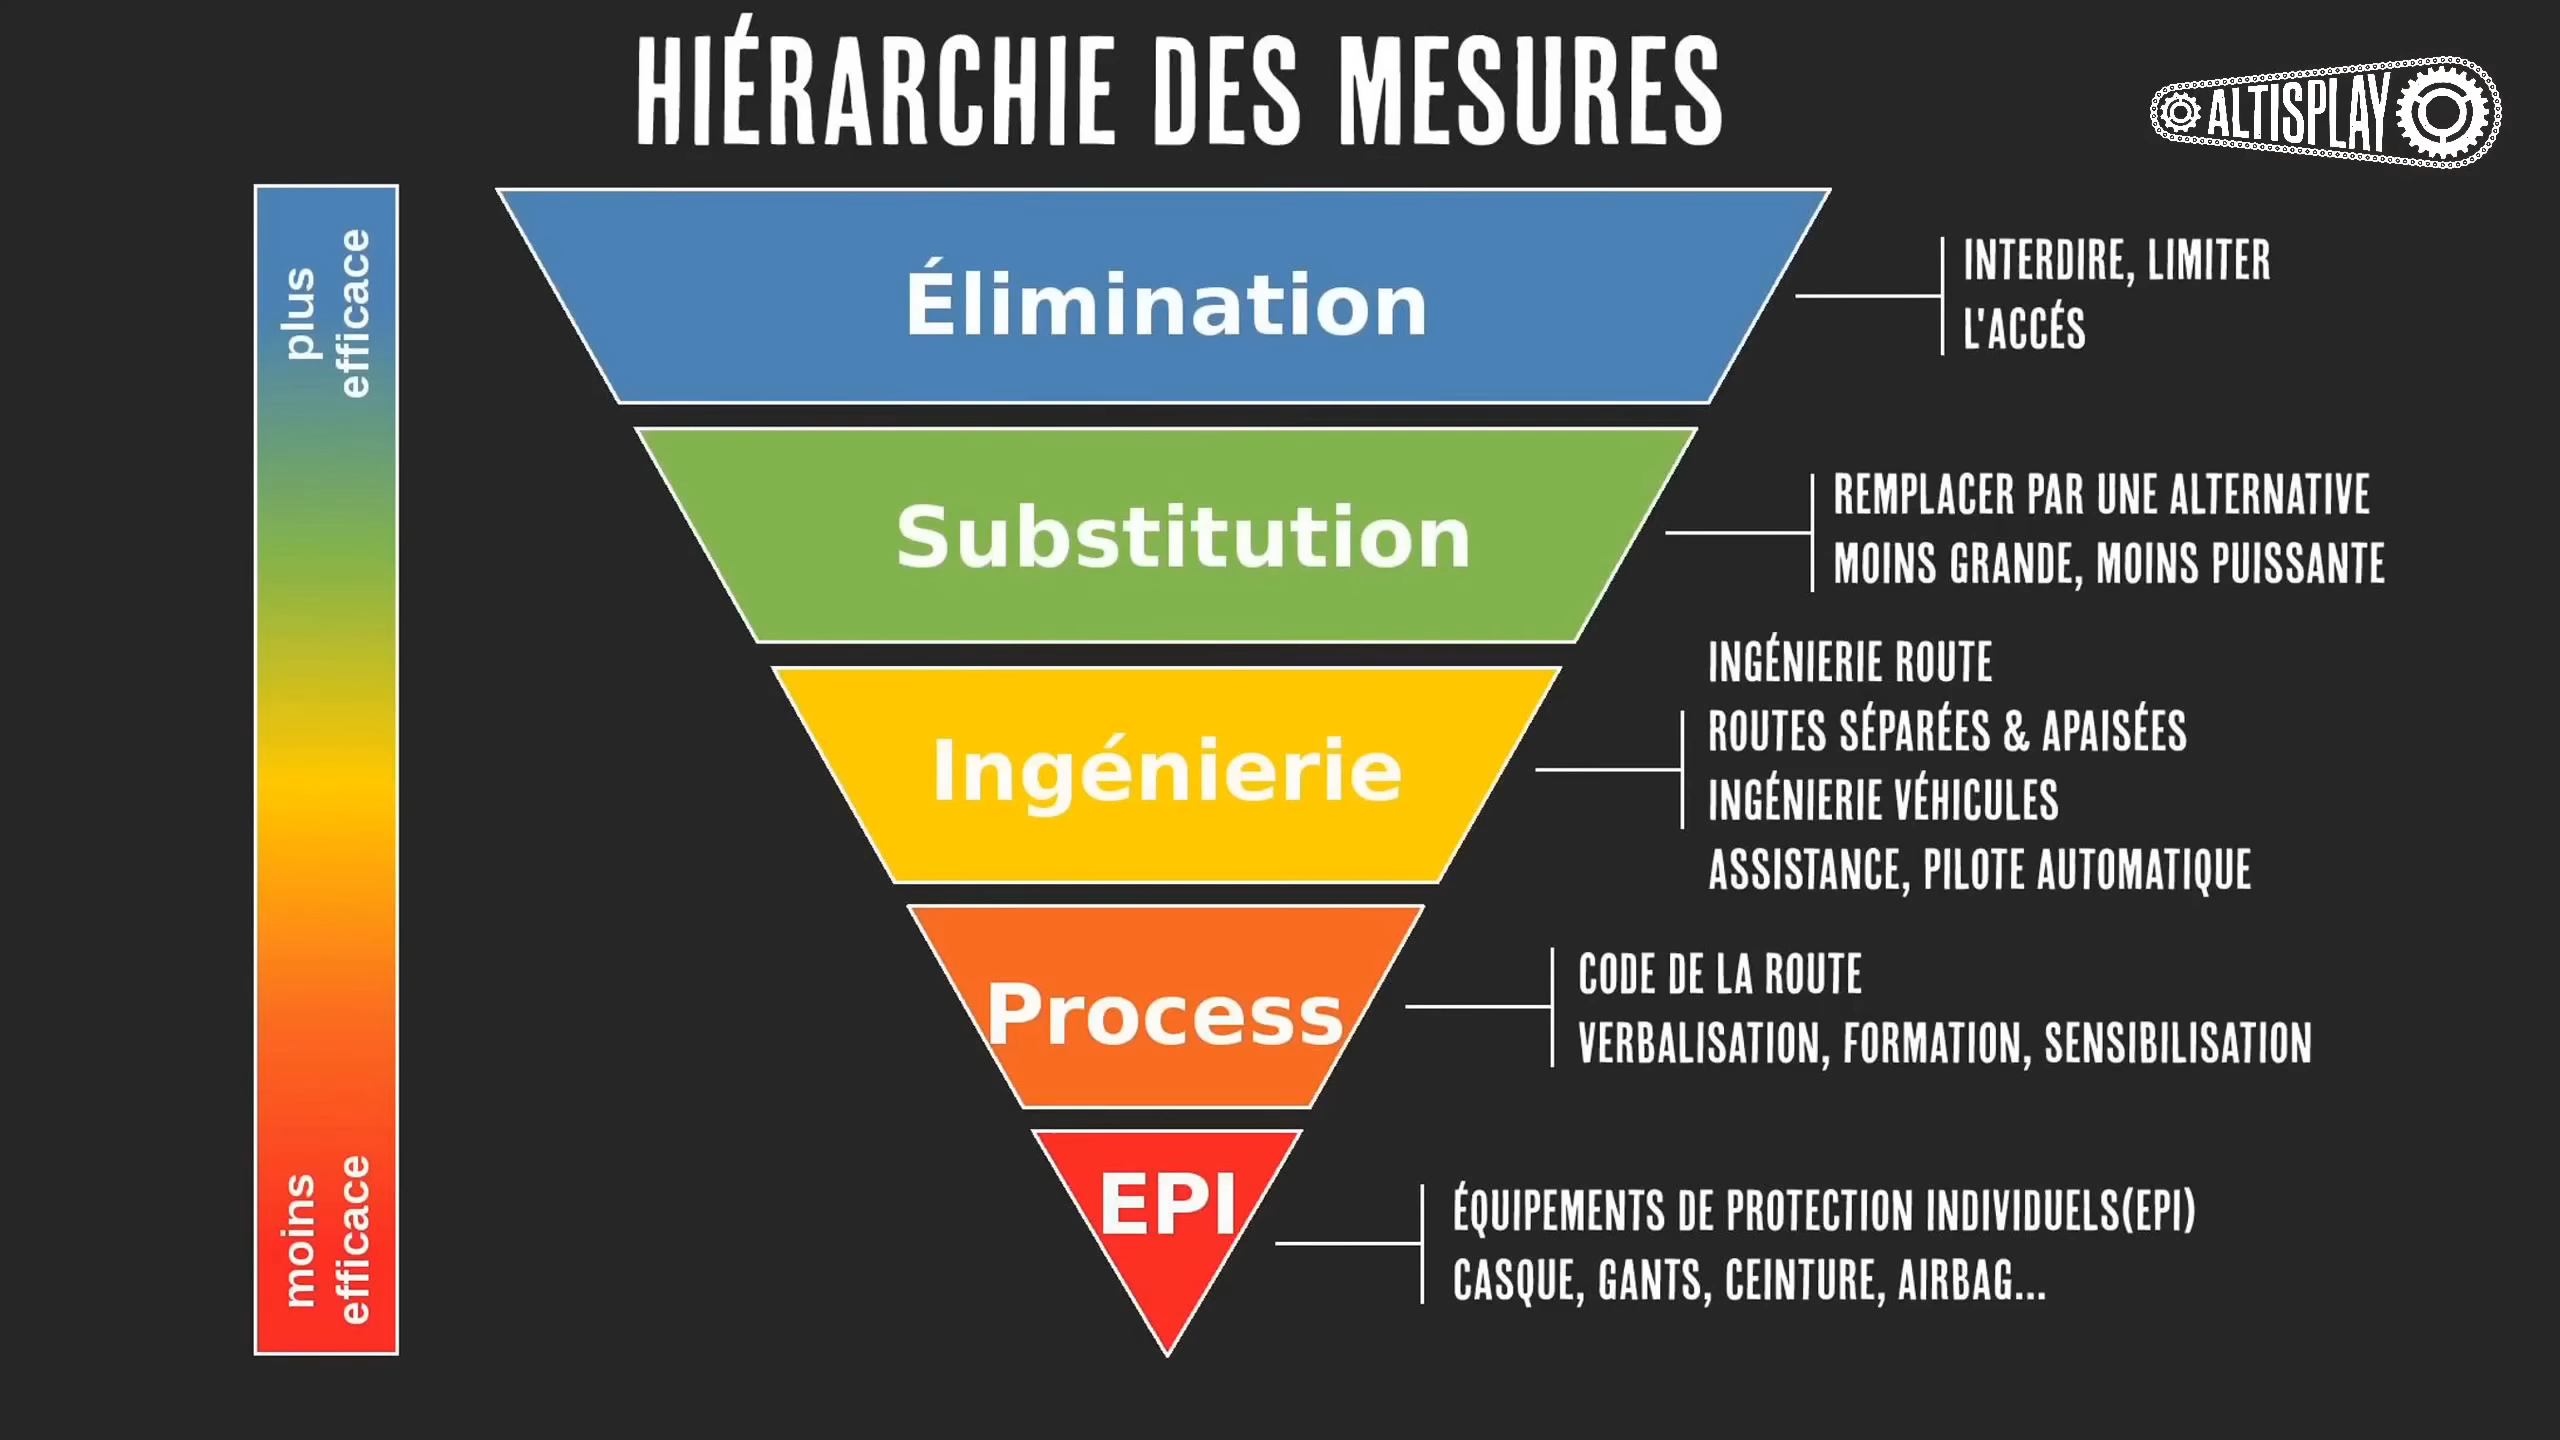 HIÉRARCHIE DES MESURES
ALTISPLAY
plus
efficace
Élimination
INTERDIRE, LIMITER
L'ACCÉS
Substitution
REMPLACER PAR UNE ALTERNATIVE
MOINS GRANDE, MOINS PUISSANTE
Ingénierie
INGÉNIERIE ROUTE
ROUTES SÉPARÉES & APAISÉES
INGÉNIERIE VÉHICULES
ASSISTANCE, PILOTE AUTOMATIQUE
Process
CODE DE LA ROUTE
VERBALISATION, FORMATION, SENSIBILISATION
moins
efficace
EPI
ÉQUIPEMENTS DE PROTECTION INDIVIDUELS(EPI)
CASQUE, GANTS, CEINTURE, AIRBAG...